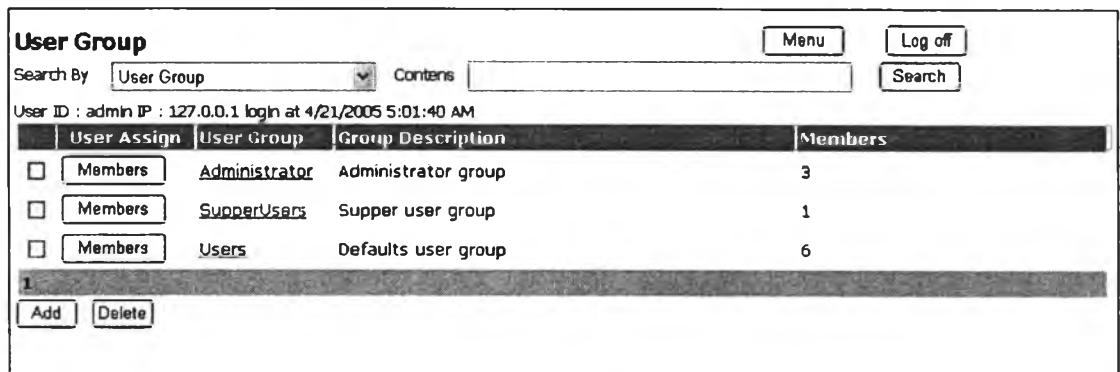 User Group Menu Log off
Search By User Group Contens Search
User ID : admin IP : 127.0.0.1 login at 4/21/2005 5:01:40 AM
User Assign User Group Group Description Members
Members Administrator Administrator group 3
Members SupperUsers Supper user group 1
Members Users Defaults user group 6
1
Add Delete